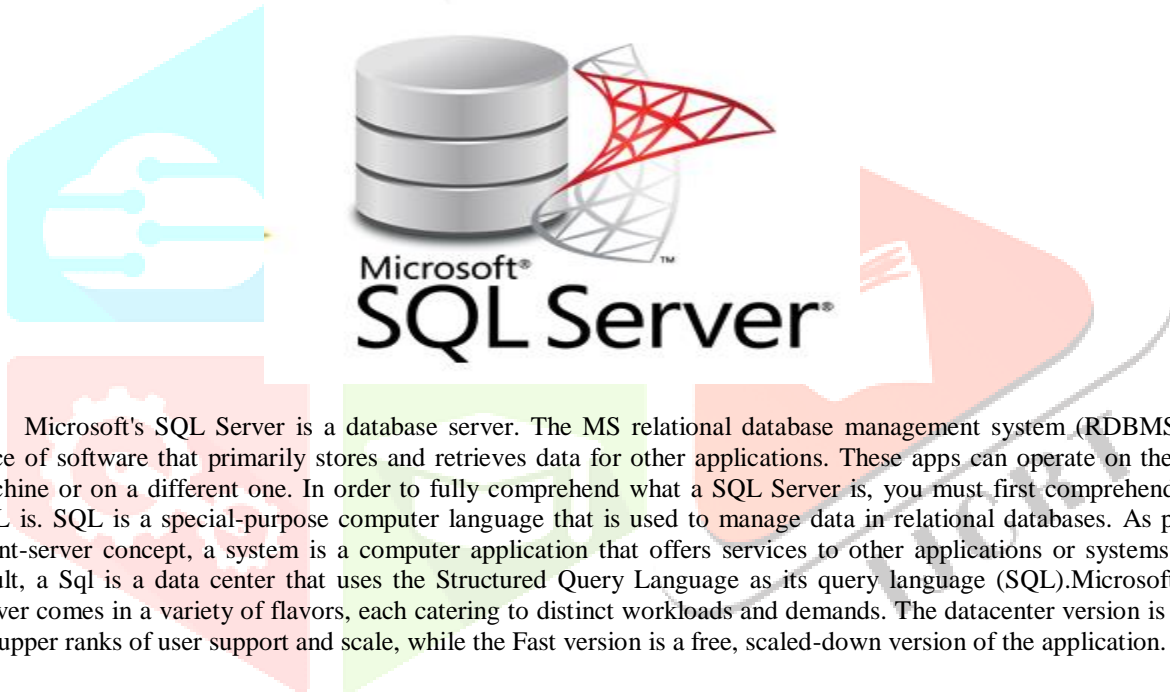 Microsoft®
SQL Server®
TM
Microsoft's SQL Server is a database server. The MS relational database management system (RDBMS
ce of software that primarily stores and retrieves data for other applications. These apps can operate on the
chine or on a different one. In order to fully comprehend what a SQL Server is, you must first comprehend
L is. SQL is a special-purpose computer language that is used to manage data in relational databases. As p
nt-server concept, a system is a computer application that offers services to other applications or systems
ult, a Sql is a data center that uses the Structured Query Language as its query language (SQL).Microsoft
ver comes in a variety of flavors, each catering to distinct workloads and demands. The datacenter version is
upper ranks of user support and scale, while the Fast version is a free, scaled-down version of the application.
IJCRT